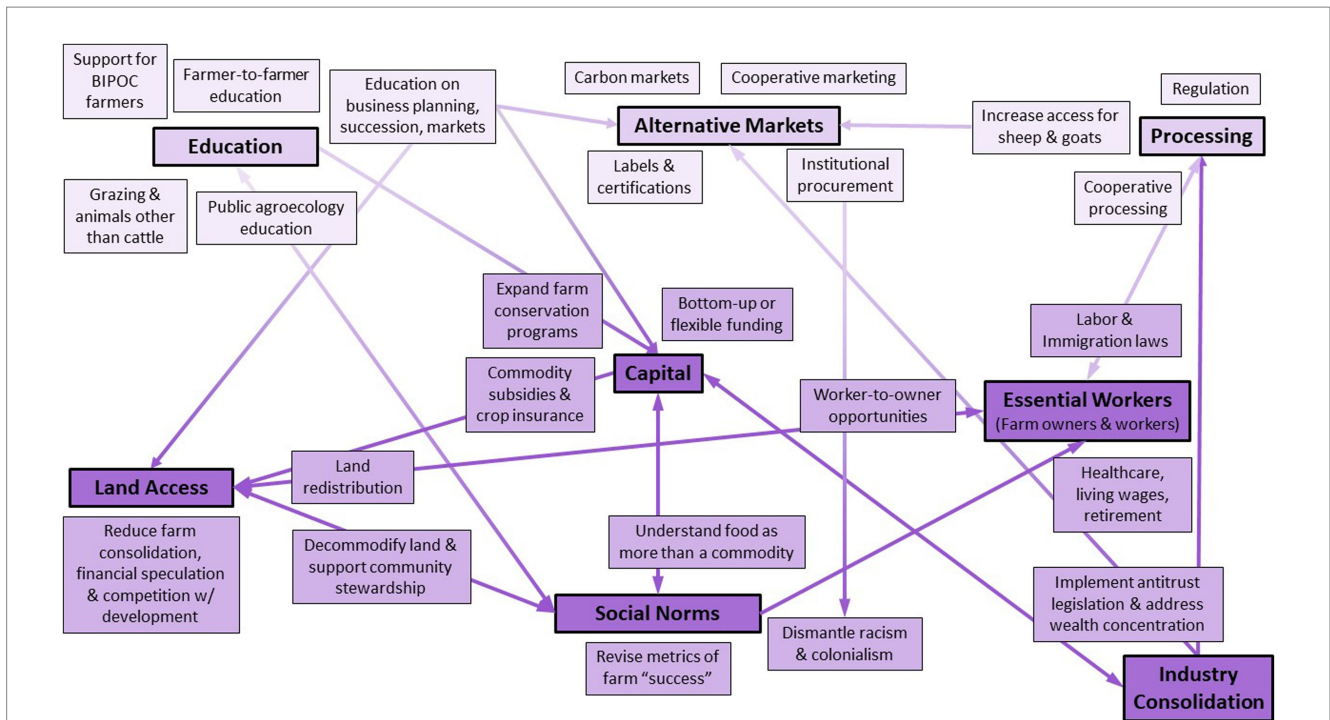 Support for
BIPOC
farmers
Farmer-to-farmer
education
Education on
business planning,
succession, markets
Education
Grazing &
animals other
than cattle
Public agroecology
education
Carbon markets
Cooperative marketing
Alternative Markets
Labels &
certifications
Institutional
procurement
Regulation
Increase access for
sheep & goats
Processing
Cooperative
processing
Expand farm
conservation
programs
Bottom-up or
flexible funding
Capital
Commodity
subsidies &
crop insurance
Labor &
Immigration laws
Worker-to-owner
opportunities
Essential Workers
(Farm owners & workers)
Healthcare,
living wages,
retirement
Land Access
Land
redistribution
Reduce farm
consolidation,
financial speculation
& competition w/
development
Decommodify land &
support community
stewardship
Understand food as
more than a commodity
Social Norms
Revise metrics of
farm “success”
Dismantle racism
& colonialism
Implement antitrust
legislation & address
wealth concentration
Industry
Consolidation